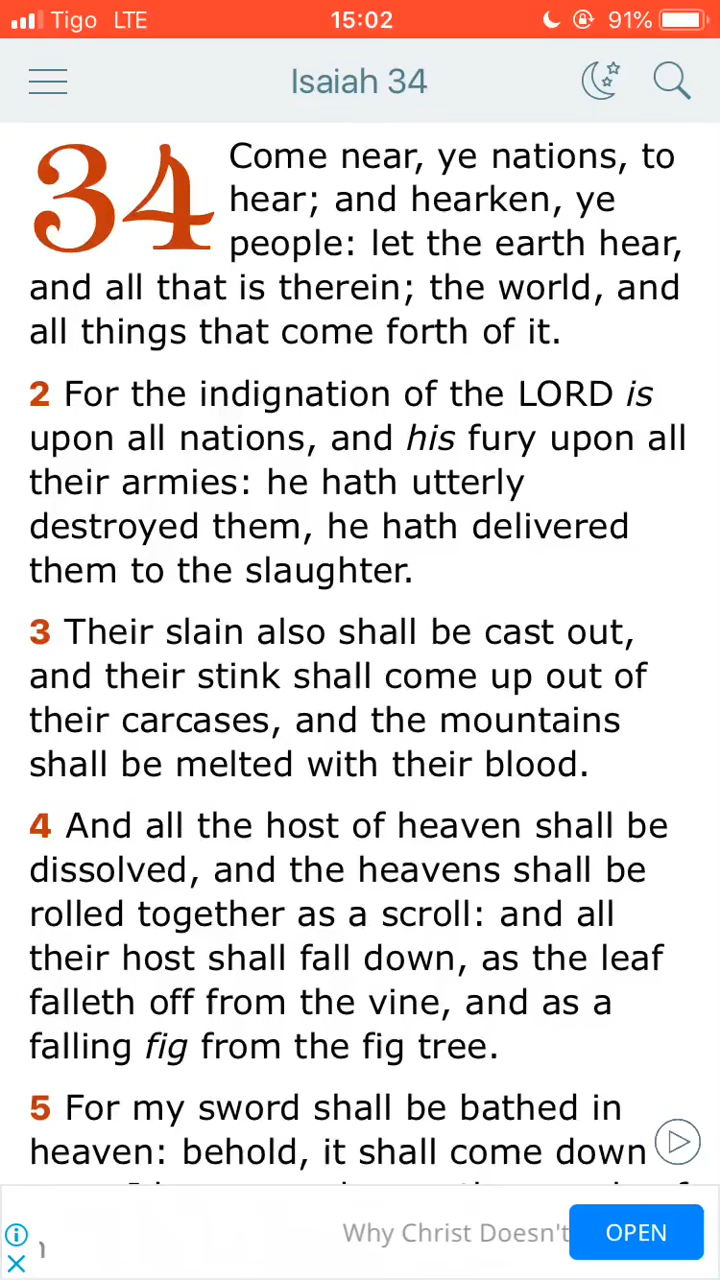 Tigo LTE 15:02 91%
Isaiah 34
34 Come near, ye nations, to
hear; and hearken, ye
people: let the earth hear,
and all that is therein; the world, and
all things that come forth of it.
2 For the indignation of the LORD is
upon all nations, and his fury upon all
their armies: he hath utterly
destroyed them, he hath delivered
them to the slaughter.
3 Their slain also shall be cast out,
and their stink shall come up out of
their carcases, and the mountains
shall be melted with their blood.
4 And all the host of heaven shall be
dissolved, and the heavens shall be
rolled together as a scroll: and all
their host shall fall down, as the leaf
falleth off from the vine, and as a
falling fig from the fig tree.
5 For my sword shall be bathed in
heaven: behold, it shall come down
Why Christ Doesn't
OPEN